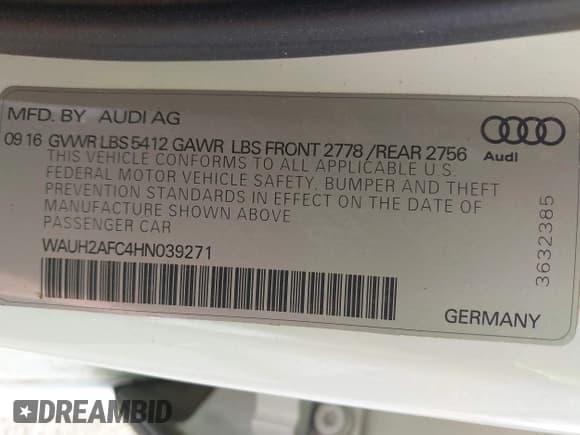 MFD. BY AUDI AG
09 16 GVWR LBS 5412 GAWR LBS FRONT 2778 /REAR 2756
THIS VEHICLE CONFORMS TO ALL APPLICABLE U.S.
FEDERAL MOTOR VEHICLE SAFETY, BUMPER AND THEFT
PREVENTION STANDARDS IN EFFECT ON THE DATE OF
MANUFACTURE SHOWN ABOVE
PASSENGER CAR
WAUH2AFC4HN039271
Audi
3632385
GERMANY
DREAMBID